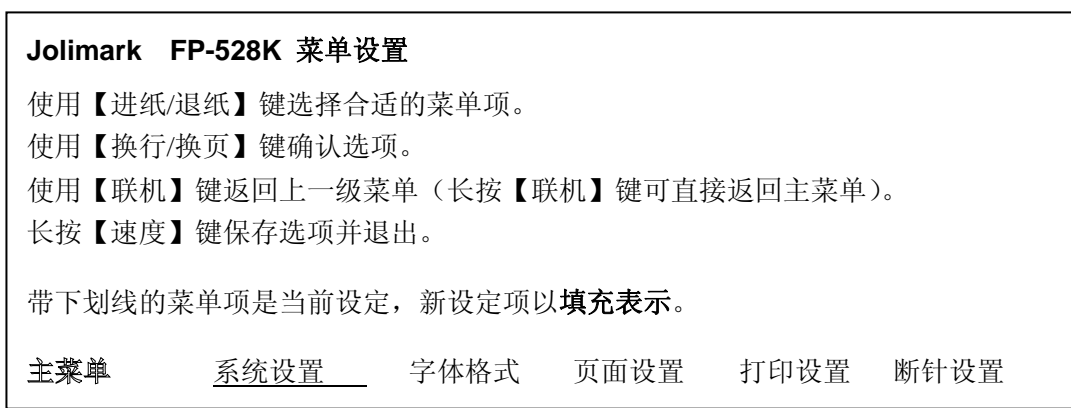 Jolimark FP-528K 菜单设置
使用【进纸/退纸】键选择合适的菜单项。
使用【换行/换页】键确认选项。
使用【联机】键返回上一级菜单（长按【联机】键可直接返回主菜单）。
长按【速度】键保存选项并退出。
带下划线的菜单项是当前设定，新设定项以填充表示。
主菜单 系统设置 字体格式 页面设置 打印设置 断针设置